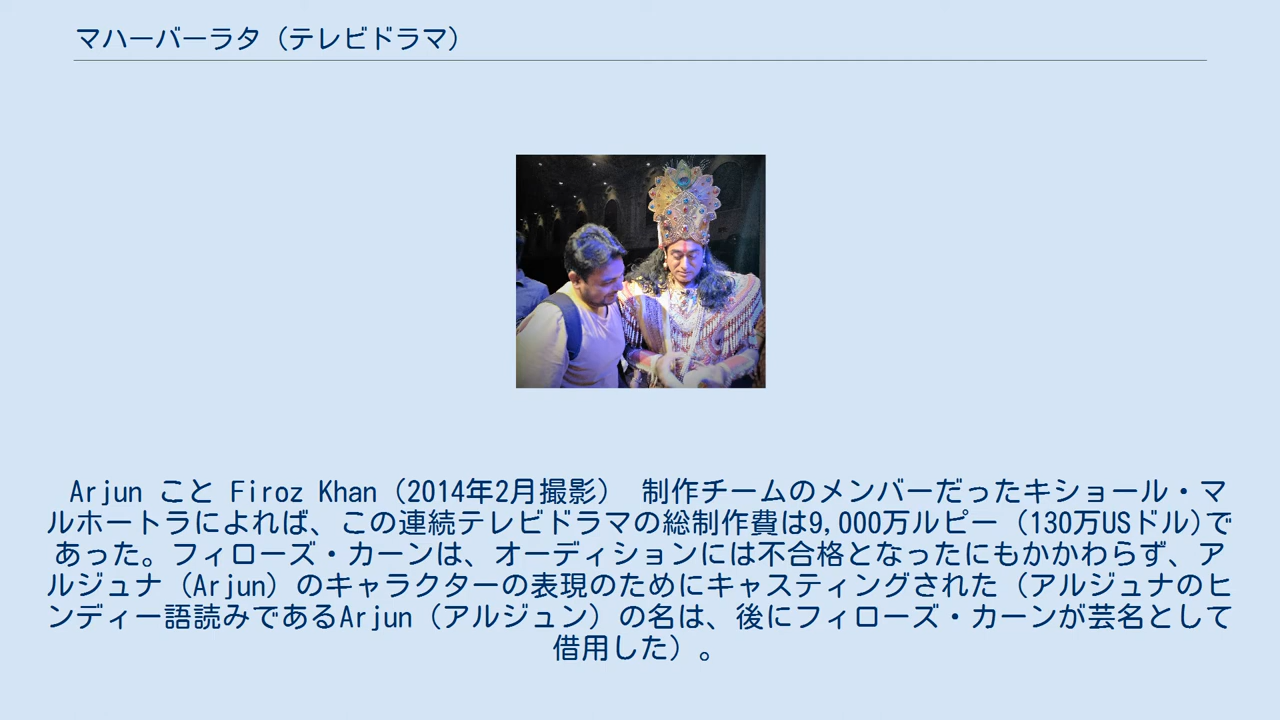 マハーバーラタ（テレビドラマ）
Arjun こと Firoz Khan（2014年2月撮影） 制作チームのメンバーだったキショール・マ
ルホートラによれば、この連続テレビドラマの総制作費は9,000万ルピー（130万USドル)で
あった。フィローズ・カーンは、オーディションには不合格となったにもかかわらず、ア
ルジュナ（Arjun）のキャラクターの表現のためにキャスティングされた（アルジュナのヒ
ンディー語読みであるArjun（アルジュン）の名は、後にフィローズ・カーンが芸名として
借用した）。